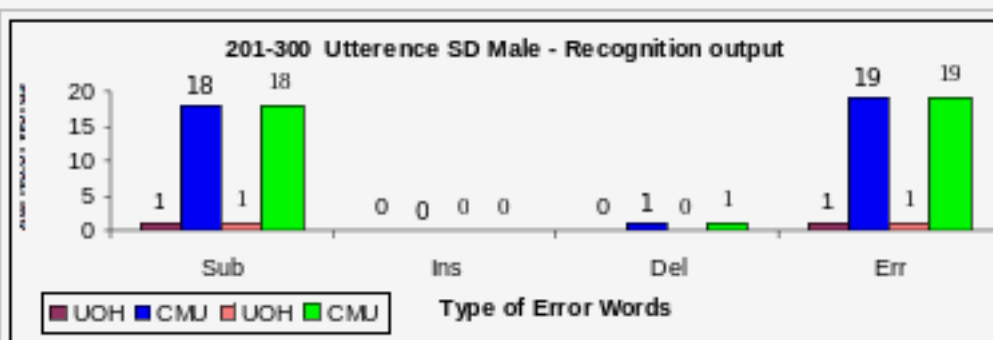 201-300 Utterence SD Male - Recognition output
20
15
10
5
0
1 18 1 18
0 0 0 0
0 1 0 1
1 19 1 19
Sub Ins Del Err
Type of Error Words
UOH CMU UOH CMU